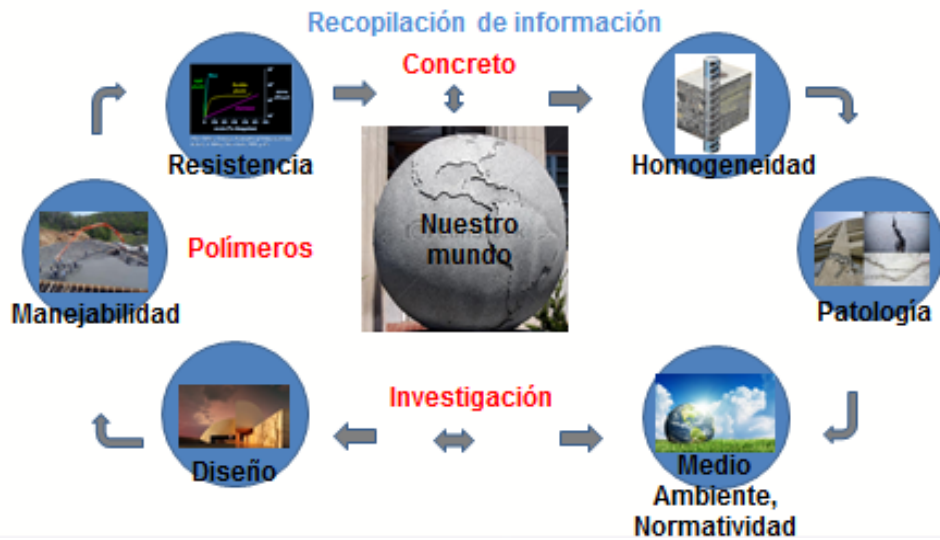 Recopilación de información
Concreto
Resistencia
Homogeneidad
Nuestro
mundo
Polímeros
Manejabilidad
Patología
Investigación
Diseño
Medio
Ambiente,
Normatividad